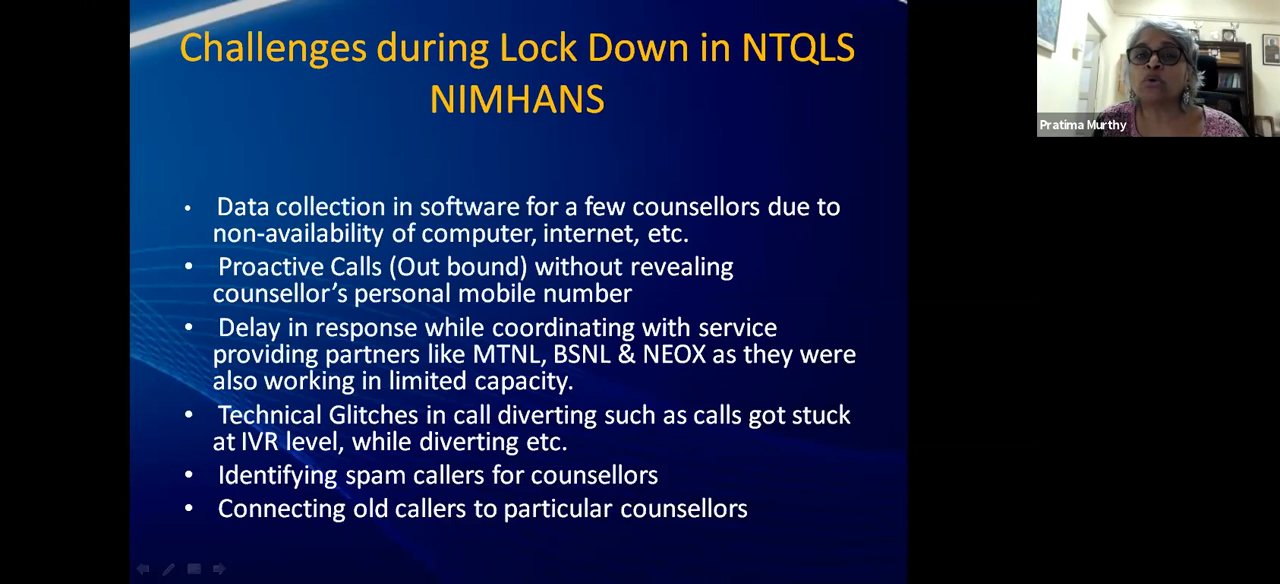 Challenges during Lock Down in NTQLS
NIMHANS
• Data collection in software for a few counsellors due to
non-availability of computer, internet, etc.
• Proactive Calls (Out bound) without revealing
counsellor's personal mobile number
• Delay in response while coordinating with service
providing partners like MTNL, BSNL & NEOX as they were
also working in limited capacity.
• Technical Glitches in call diverting such as calls got stuck
at IVR level, while diverting etc.
• Identifying spam callers for counsellors
• Connecting old callers to particular counsellors
Pratima Murthy